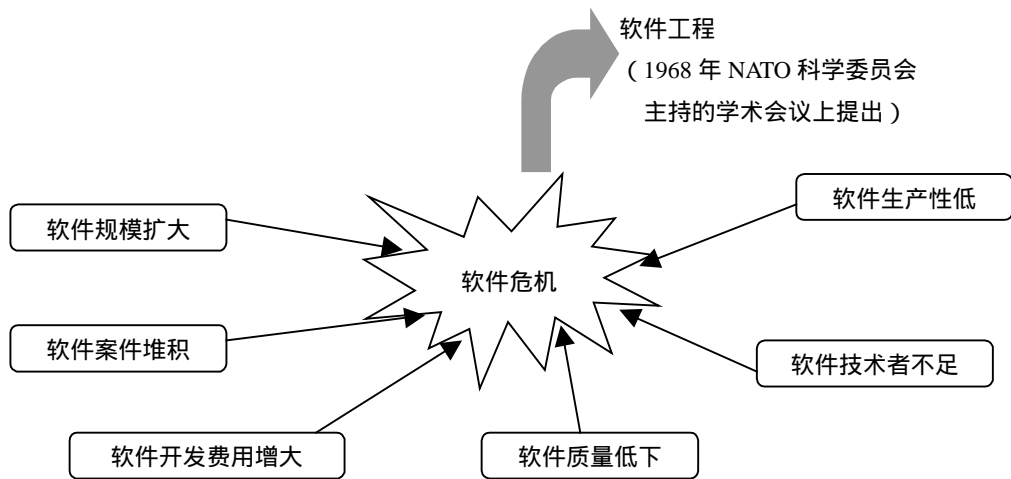 软件工程
（1968 年 NATO 科学委员会
主持的学术会议上提出）
软件生产性低
软件规模扩大
软件危机
软件案件堆积
软件技术者不足
软件开发费用增大
软件质量低下